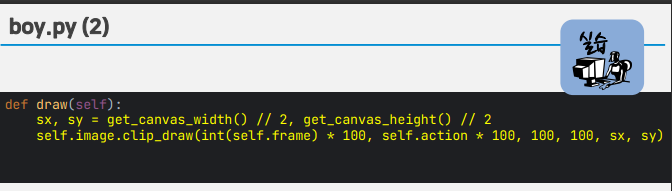 boy.py (2)
실습
def draw(self):
    sx, sy = get_canvas_width() // 2, get_canvas_height() // 2
    self.image.clip_draw(int(self.frame) * 100, self.action * 100, 100, 100, sx, sy)